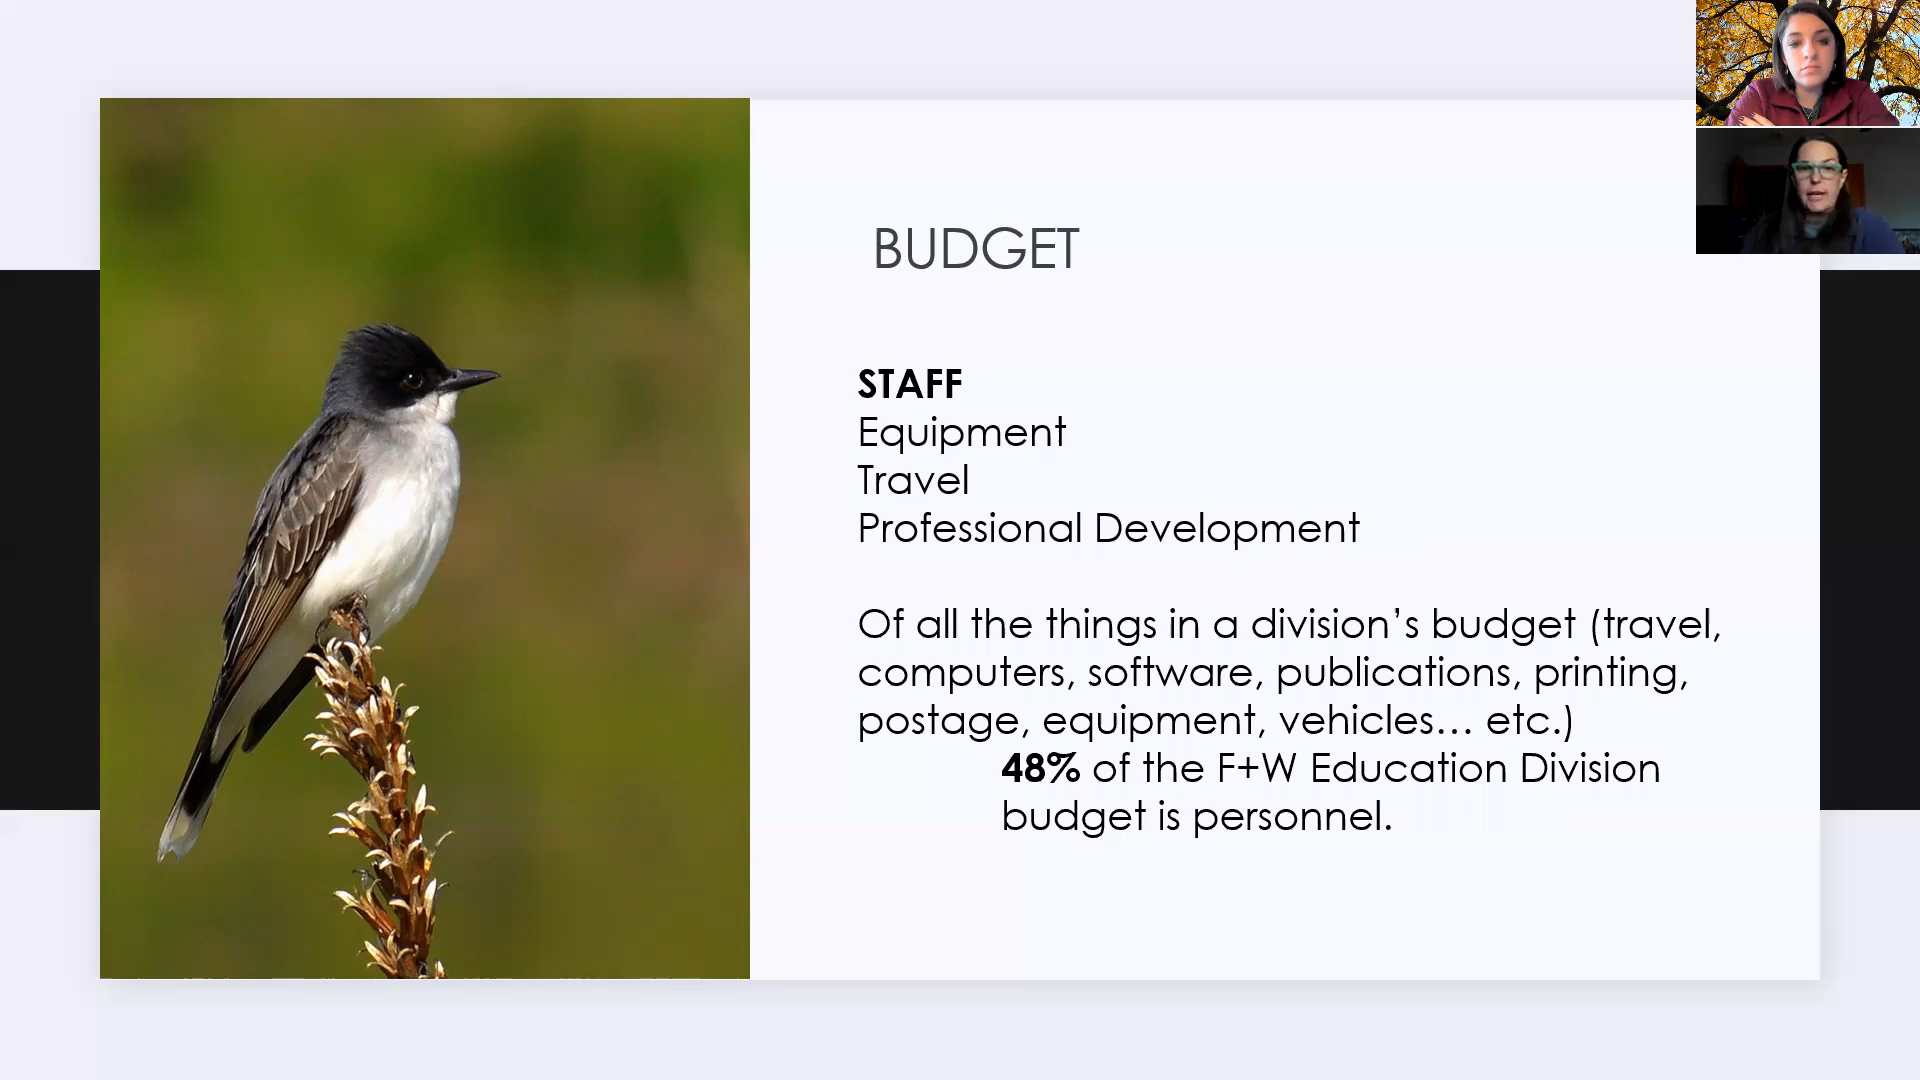 BUDGET
STAFF
Equipment
Travel
Professional Development
Of all the things in a division’s budget (travel,
computers, software, publications, printing,
postage, equipment, vehicles… etc.)
48% of the F+W Education Division
budget is personnel.